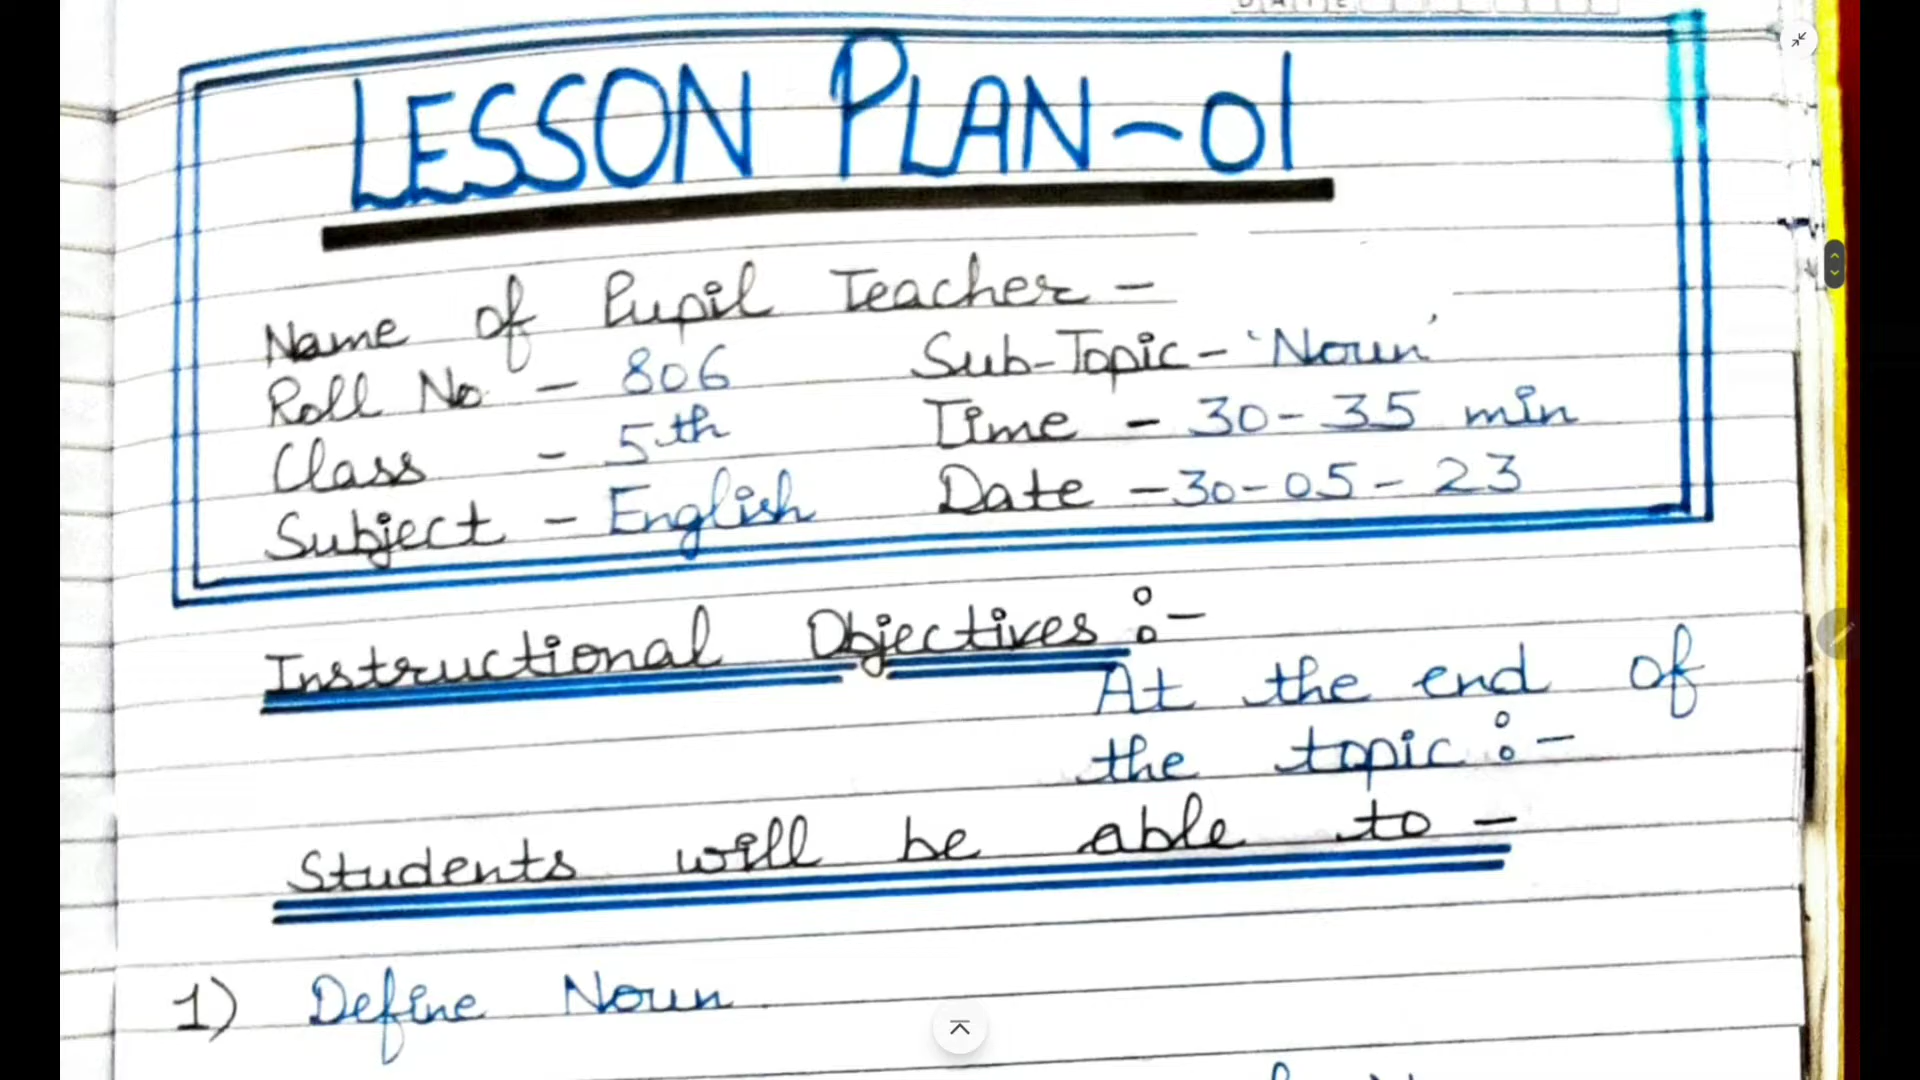 DATE
LESSON PLAN-01
Name of Pupil Teacher -
Roll No - 806
Sub-Topic - 'Noun'
Class - 5th
Time - 30-35 min
Subject - English
Date - 30-05-23
Instructional Objectives :-
At the end of
the topic :-
Students will be able to -
1) Define Noun